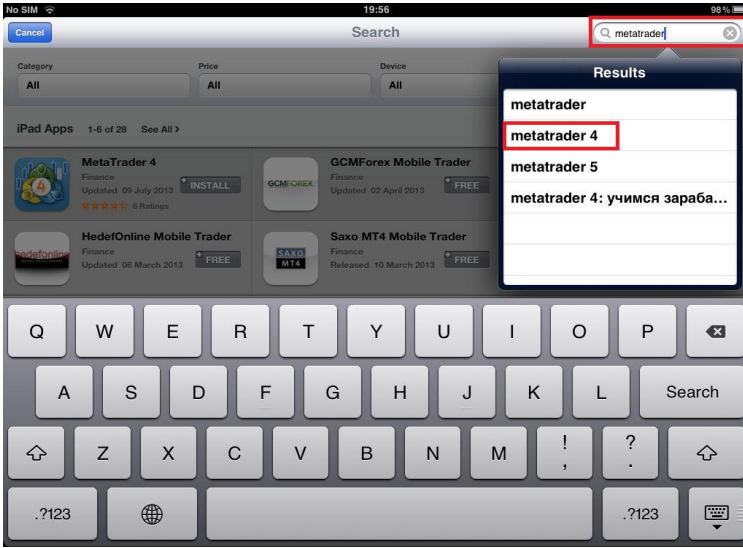 No SIM 19:56 98%
Cancel Search metatrader
Category Price Device
All All All
Results
metatrader
metatrader 4
metatrader 5
metatrader 4: учимся зараба...
iPad Apps 1-6 of 28 See All >
MetaTrader 4
Finance
Updated 09 July 2013
6 Ratings
INSTALL
GCMFOREX
GCMForex Mobile Trader
Finance
Updated 02 April 2013
FREE
hedefonline
HedefOnline Mobile Trader
Finance
Updated 06 March 2013
FREE
SAXO
MT4
Saxo MT4 Mobile Trader
Finance
Released 10 March 2013
FREE
Q W E R T Y U I O P
A S D F G H J K L Search
Z X C V B N M ! , ? .
.?123 .?123